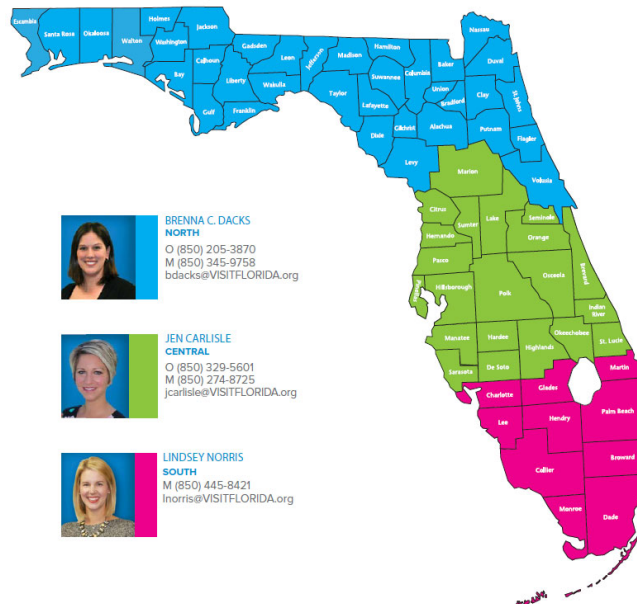 Escambia
Santa Rosa
Okaloosa
Walton
Holmes
Washington
Jackson
Bay
Calhoun
Gulf
Gadsden
Liberty
Franklin
Leon
Wakulla
Jefferson
Madison
Taylor
Hamilton
Suwannee
Lafayette
Dixie
Columbia
Gilchrist
Levy
Baker
Union
Bradford
Alachua
Nassau
Duval
Clay
St Johns
Putnam
Flagler
Volusia
Marion
Citrus
Sumter
Lake
Seminole
Hernando
Orange
Pasco
Pinellas
Hillsborough
Polk
Osceola
Brevard
Indian
River
Manatee
Hardee
Highlands
Okeechobee
St. Lucie
Sarasota
De Soto
Martin
Charlotte
Glades
Lee
Hendry
Palm Beach
Collier
Broward
Monroe
Dade
BRENNA C. DACKS
NORTH
O (850) 205-3870
M (850) 345-9758
bdacks@VISITFLORIDA.org
JEN CARLISLE
CENTRAL
O (850) 329-5601
M (850) 274-8725
jcarlisle@VISITFLORIDA.org
LINDSEY NORRIS
SOUTH
M (850) 445-8421
lnorris@VISITFLORIDA.org